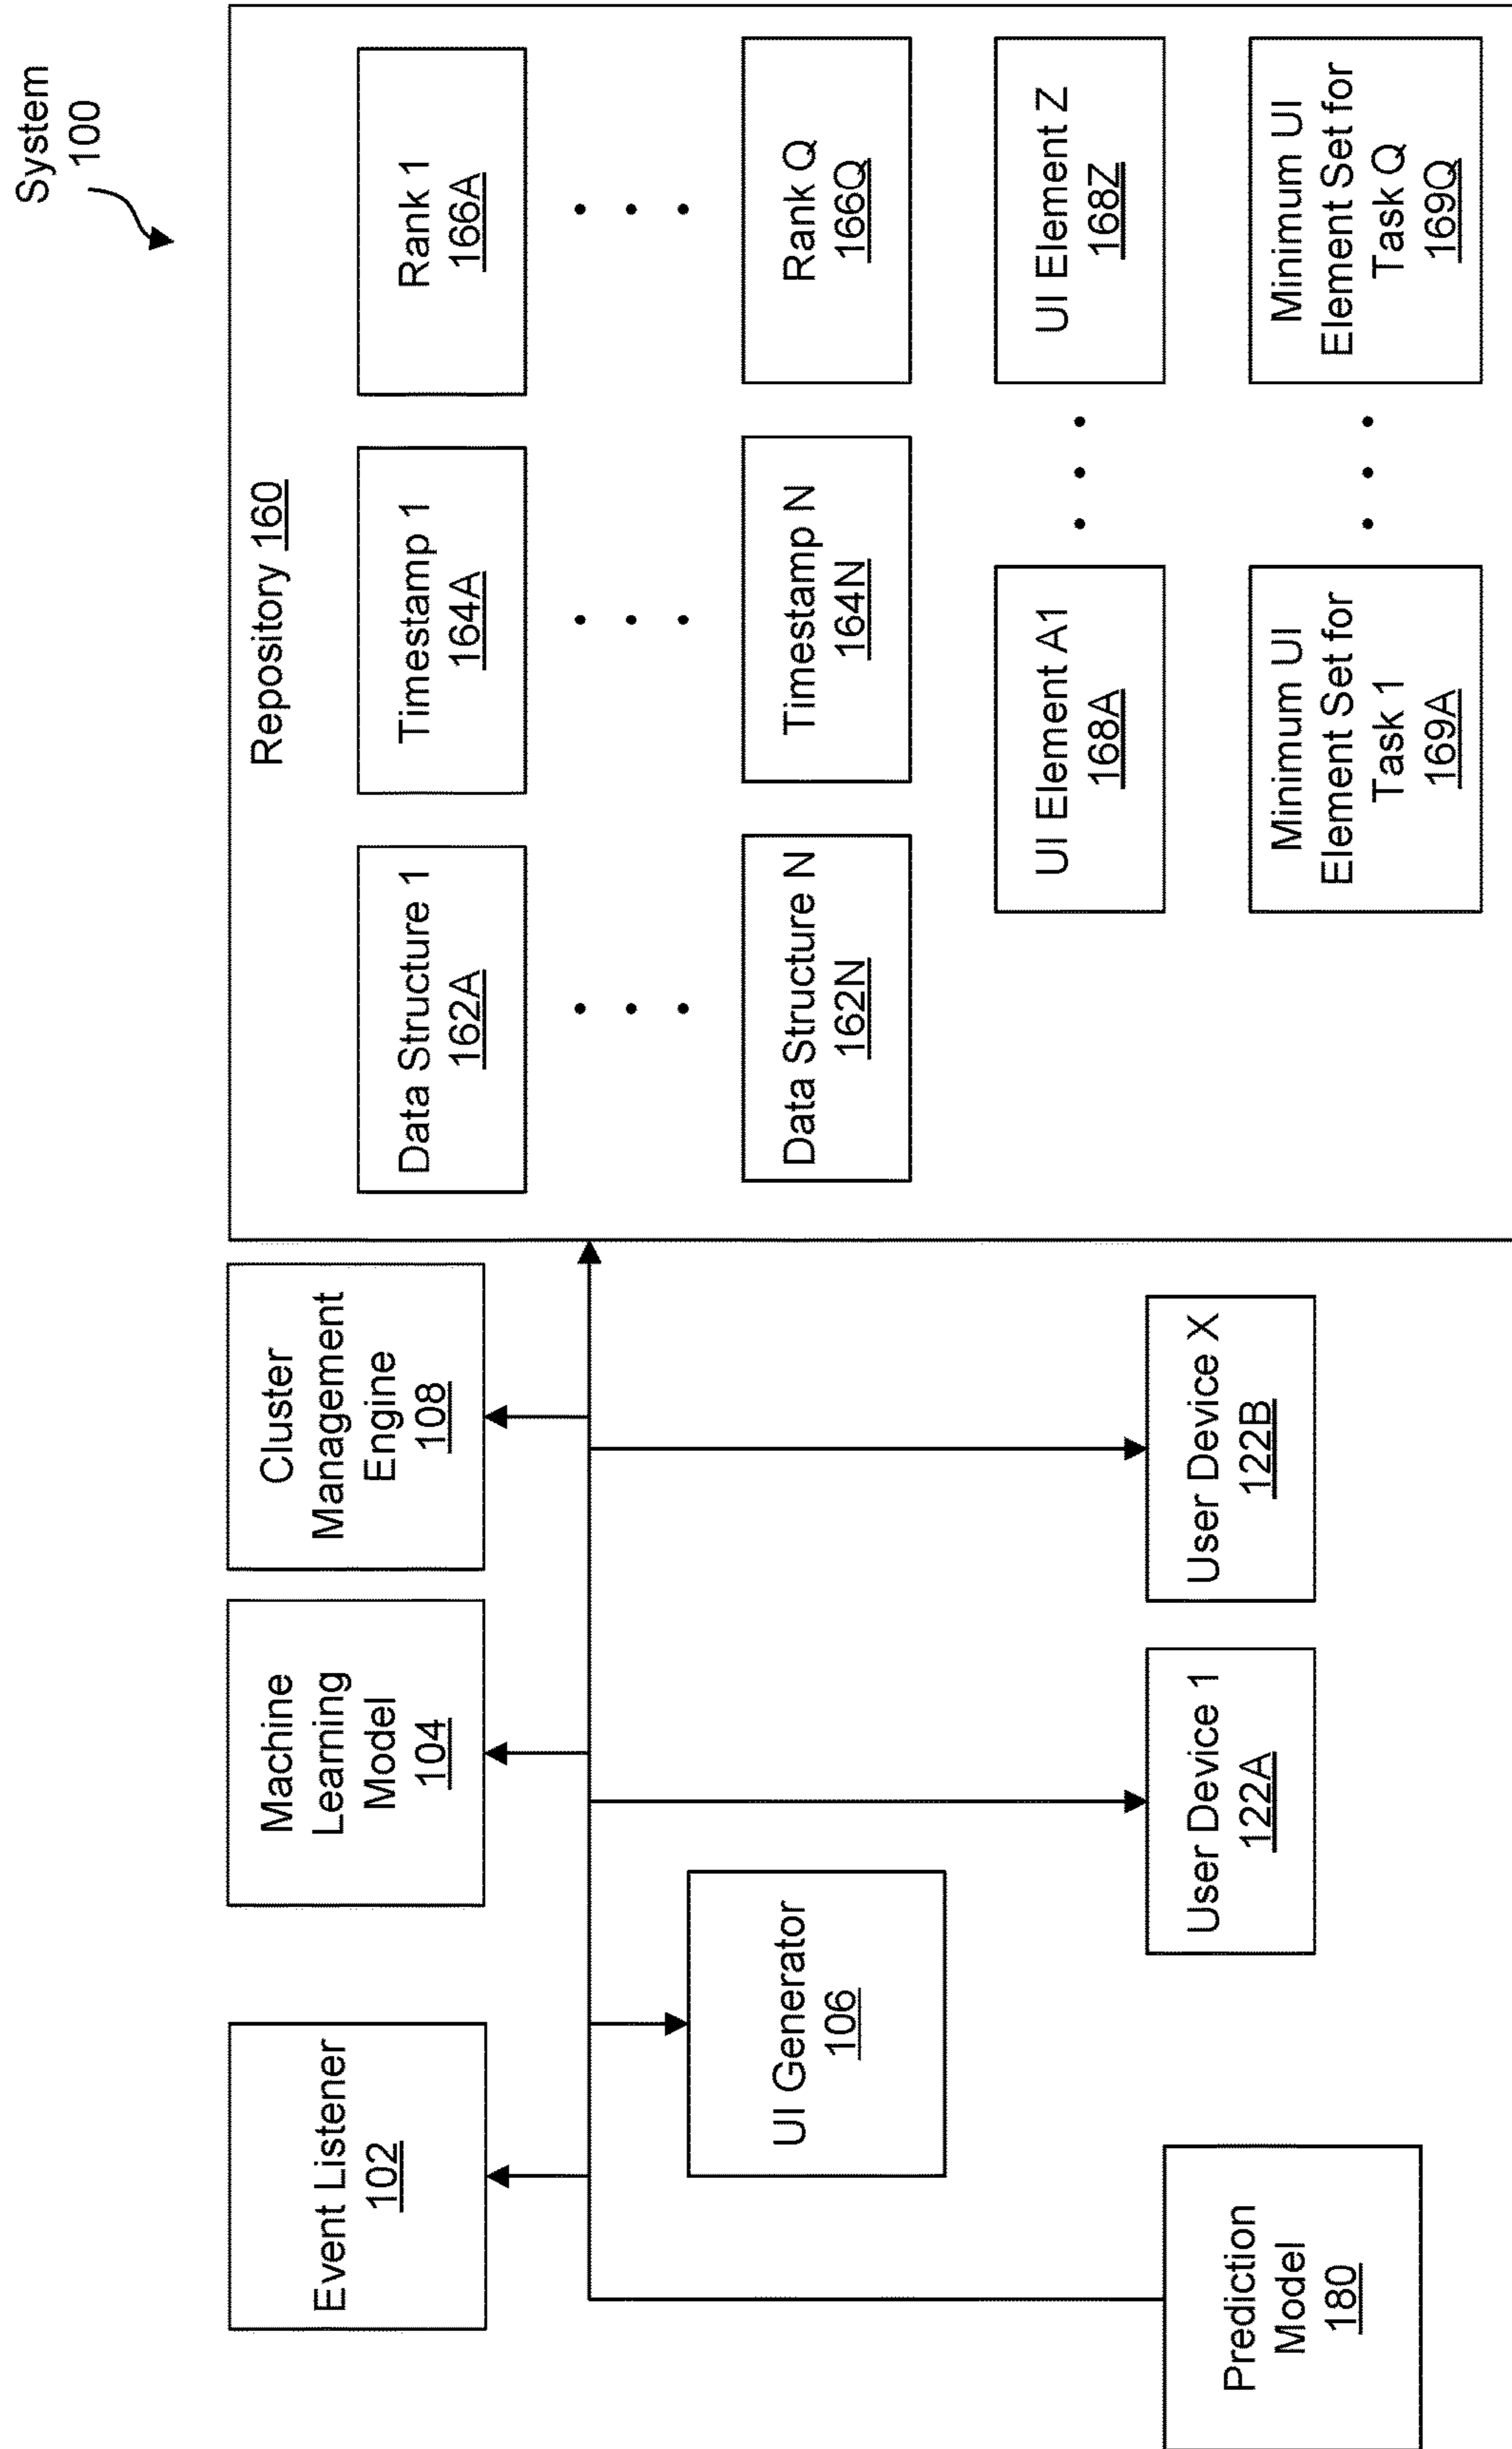 System
100
Event Listener
102
Machine
Learning
Model
104
Cluster
Management
Engine
108
UI Generator
106
Prediction
Model
180
User Device 1
122A
User Device X
122B
Repository 160
Data Structure 1
162A
Timestamp 1
164A
Rank 1
166A
Data Structure N
162N
Timestamp N
164N
Rank Q
166Q
UI Element A1
168A
UI Element Z
168Z
Minimum UI
Element Set for
Task 1
169A
Minimum UI
Element Set for
Task Q
169Q